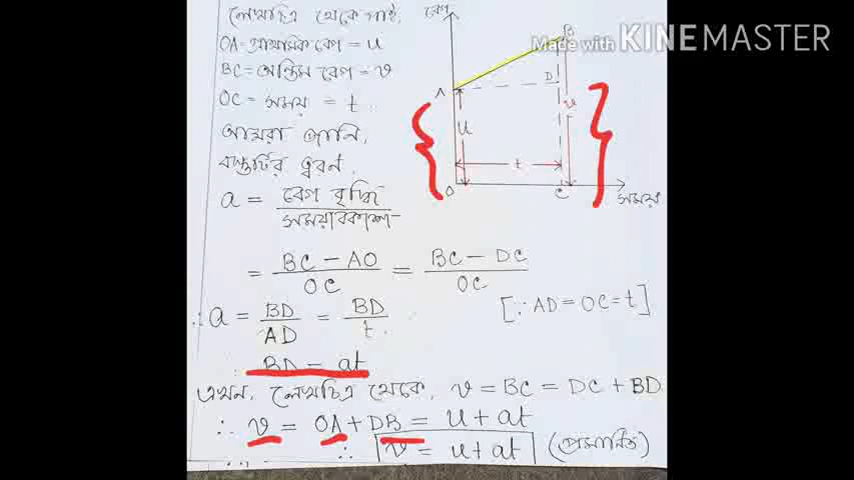 লেখচিত্র থেকে পাই,
OA = প্রাথমিক বেগ = u
BC = অন্তিম বেগ = v
OC = সময় = t
আমরা জানি,
বস্তুটির ত্বরণ,
a = বেগ বৃদ্ধি / সময়াবকাশ
= BC - AO / OC = BC - DC / OC
∴ a = BD / AD = BD / t [∵ AD = OC = t]
∴ BD = at
এখন, লেখচিত্র থেকে, v = BC = DC + BD
∴ v = OA + DB = u + at
∴ v = u + at (প্রমাণিত)
বেগ
B
Made with KINEMASTER
A
D
u
v
t
O
C
সময়